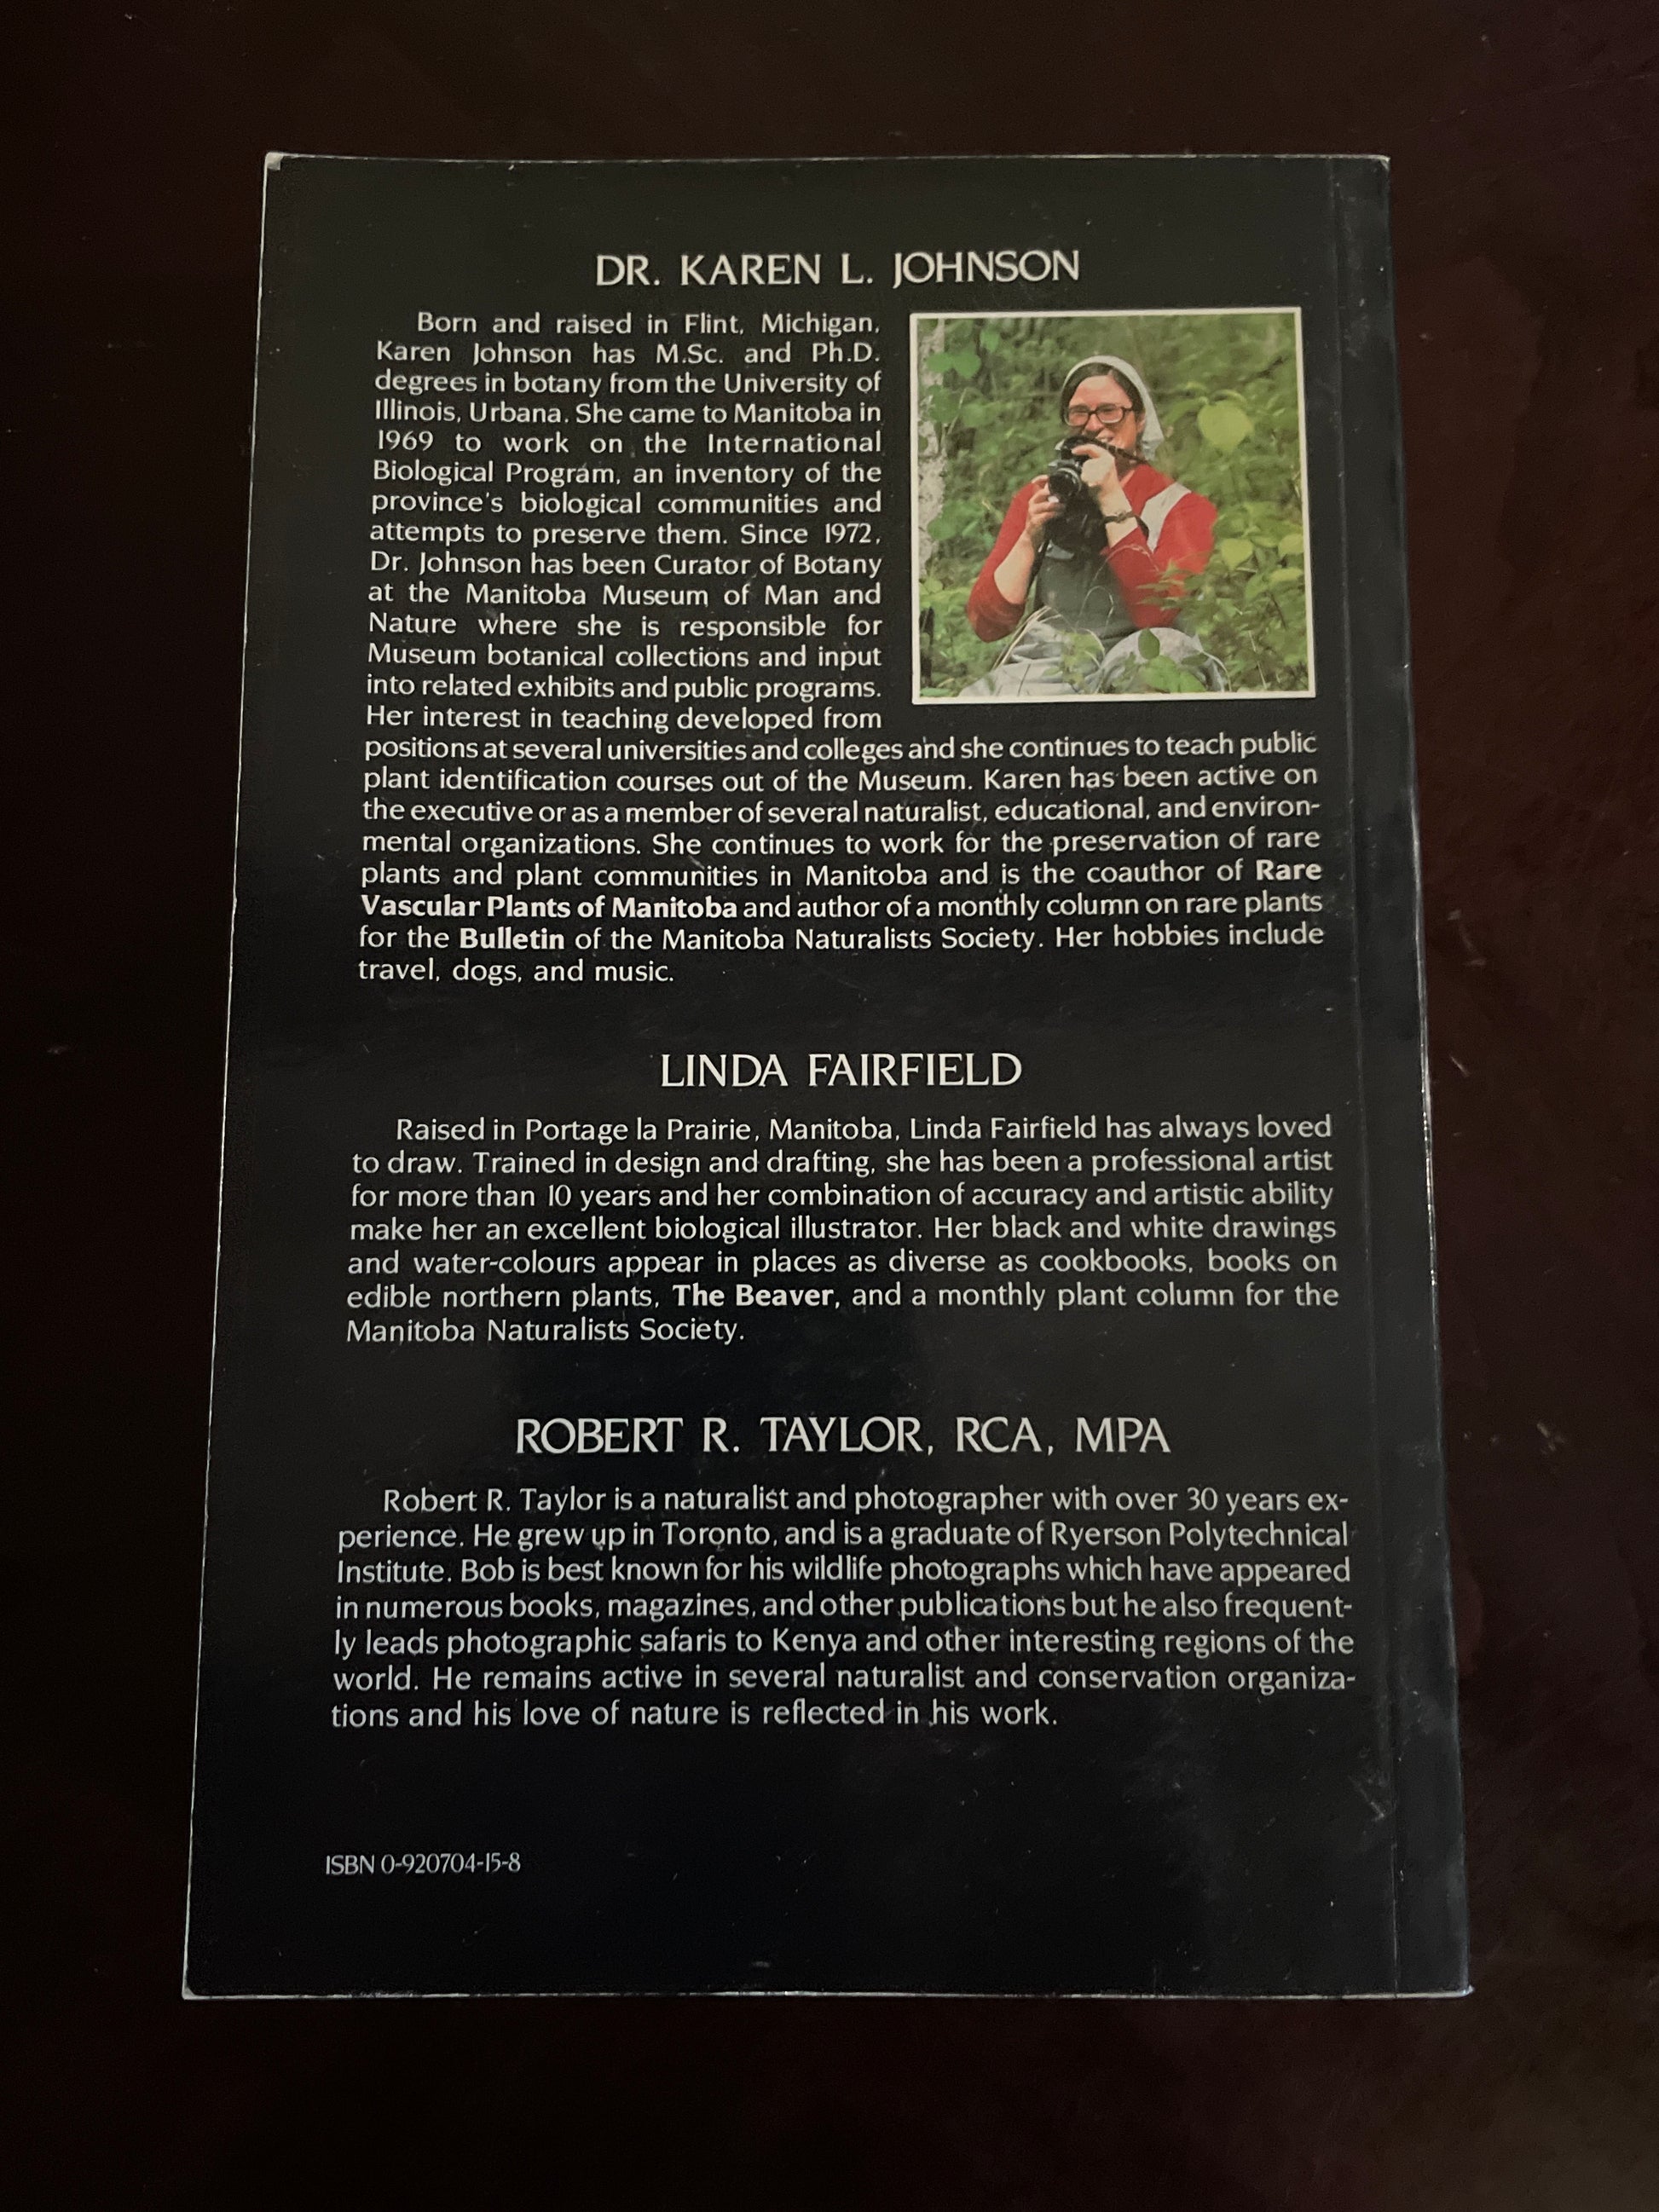 DR. KAREN L. JOHNSON
Born and raised in Flint, Michigan,
Karen Johnson has M.Sc. and Ph.D.
degrees in botany from the University of
Illinois, Urbana. She came to Manitoba in
1969 to work on the International
Biological Program, an inventory of the
province's biological communities and
attempts to preserve them. Since 1972,
Dr. Johnson has been Curator of Botany
at the Manitoba Museum of Man and
Nature where she is responsible for
Museum botanical collections and input
into related exhibits and public programs.
Her interest in teaching developed from
positions at several universities and colleges and she continues to teach public
plant identification courses out of the Museum. Karen has been active on
the executive or as a member of several naturalist, educational, and environ-
mental organizations. She continues to work for the preservation of rare
plants and plant communities in Manitoba and is the coauthor of Rare
Vascular Plants of Manitoba and author of a monthly column on rare plants
for the Bulletin of the Manitoba Naturalists Society. Her hobbies include
travel, dogs, and music.
LINDA FAIRFIELD
Raised in Portage la Prairie, Manitoba, Linda Fairfield has always loved
to draw. Trained in design and drafting, she has been a professional artist
for more than 10 years and her combination of accuracy and artistic ability
make her an excellent biological illustrator. Her black and white drawings
and water-colours appear in places as diverse as cookbooks, books on
edible northern plants, The Beaver, and a monthly plant column for the
Manitoba Naturalists Society.
ROBERT R. TAYLOR, RCA, MPA
Robert R. Taylor is a naturalist and photographer with over 30 years ex-
perience. He grew up in Toronto, and is a graduate of Ryerson Polytechnical
Institute. Bob is best known for his wildlife photographs which have appeared
in numerous books, magazines, and other publications but he also frequent-
ly leads photographic safaris to Kenya and other interesting regions of the
world. He remains active in several naturalist and conservation organiza-
tions and his love of nature is reflected in his work.
ISBN 0-920704-15-8